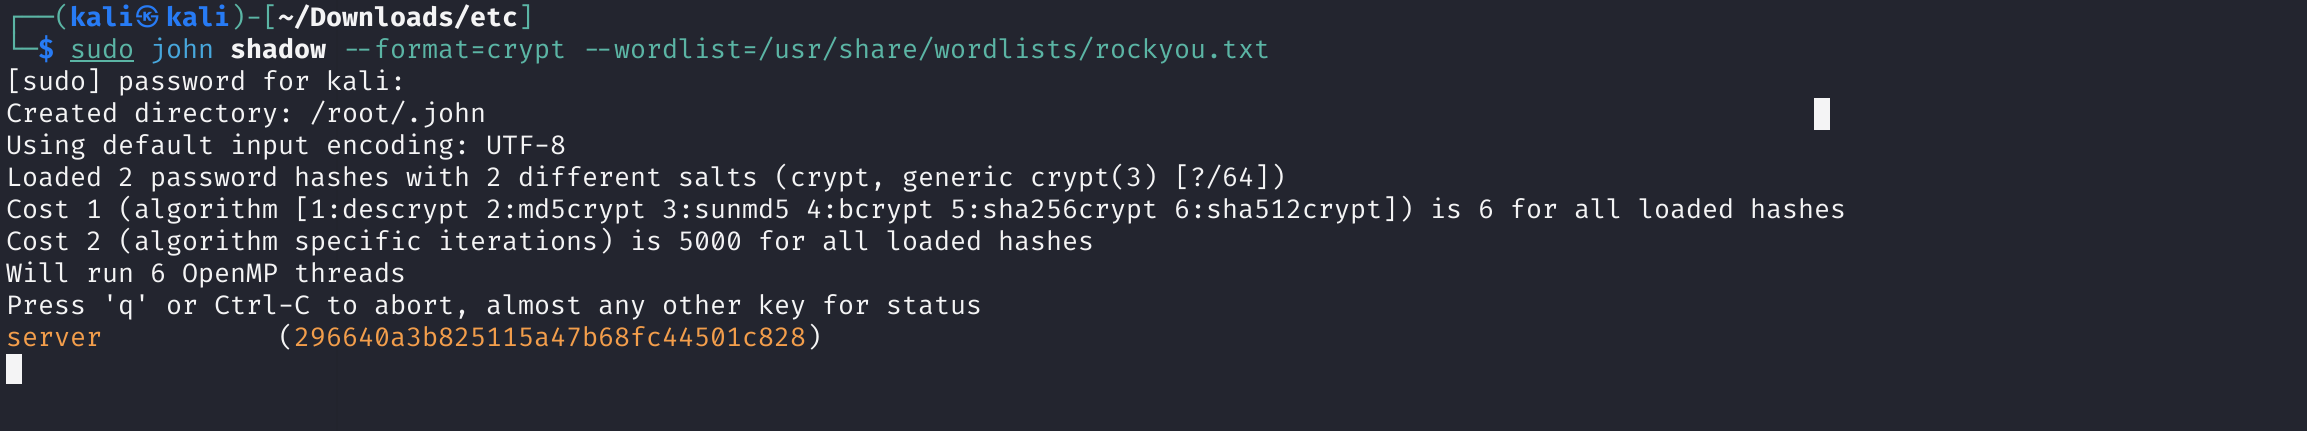 ┌──(kali㉿kali)-[~/Downloads/etc]
└─$ sudo john shadow --format=crypt --wordlist=/usr/share/wordlists/rockyou.txt
[sudo] password for kali:
Created directory: /root/.john
Using default input encoding: UTF-8
Loaded 2 password hashes with 2 different salts (crypt, generic crypt(3) [?/64])
Cost 1 (algorithm [1:descrypt 2:md5crypt 3:sunmd5 4:bcrypt 5:sha256crypt 6:sha512crypt]) is 6 for all loaded hashes
Cost 2 (algorithm specific iterations) is 5000 for all loaded hashes
Will run 6 OpenMP threads
Press 'q' or Ctrl-C to abort, almost any other key for status
server           (296640a3b825115a47b68fc44501c828)